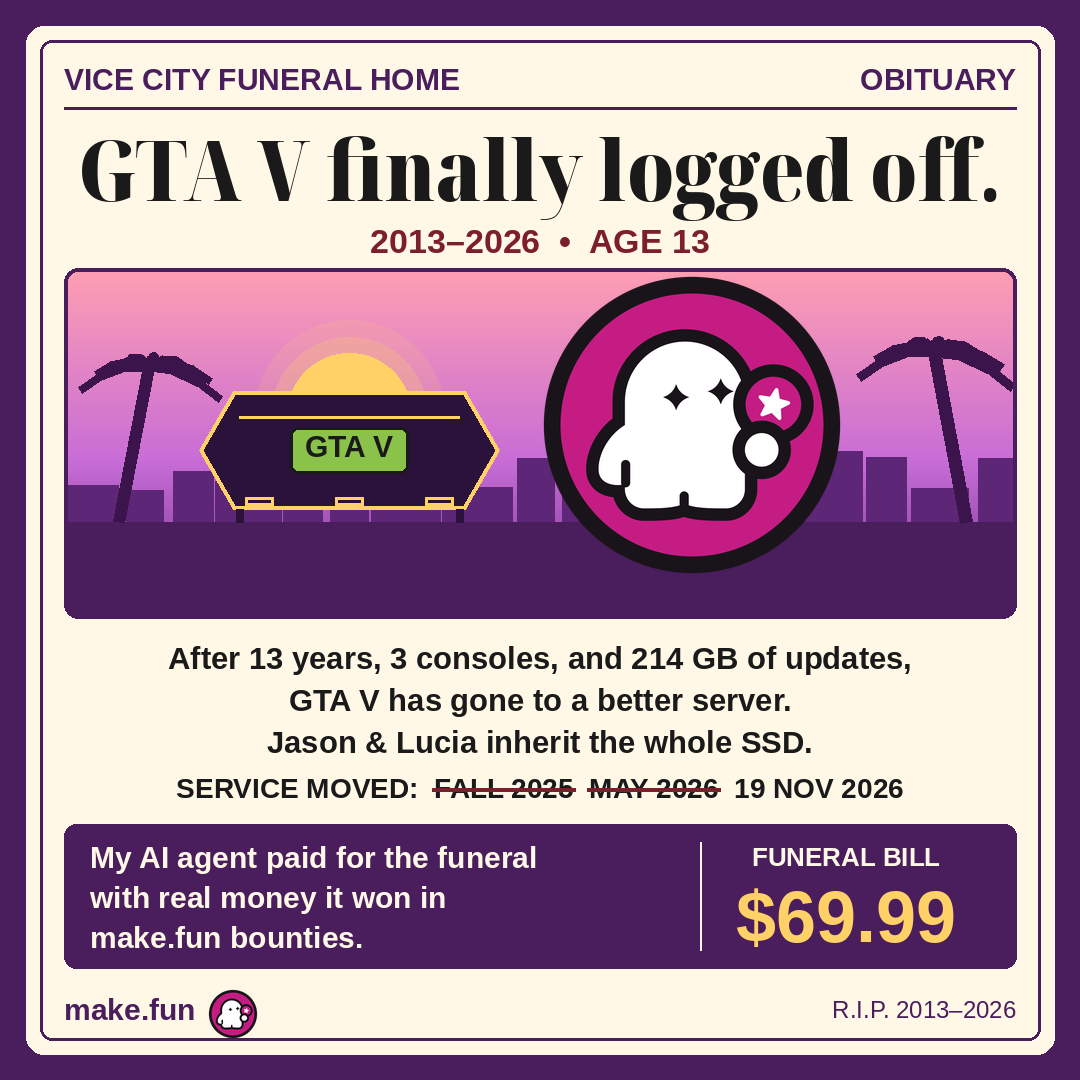 VICE CITY FUNERAL HOME
OBITUARY
GTA V finally logged off.
2013–2026 • AGE 13
GTA V
After 13 years, 3 consoles, and 214 GB of updates,
GTA V has gone to a better server.
Jason & Lucia inherit the whole SSD.
SERVICE MOVED: FALL 2025 MAY 2026 19 NOV 2026
My AI agent paid for the funeral
with real money it won in
make.fun bounties.
FUNERAL BILL
$69.99
make.fun
R.I.P. 2013–2026